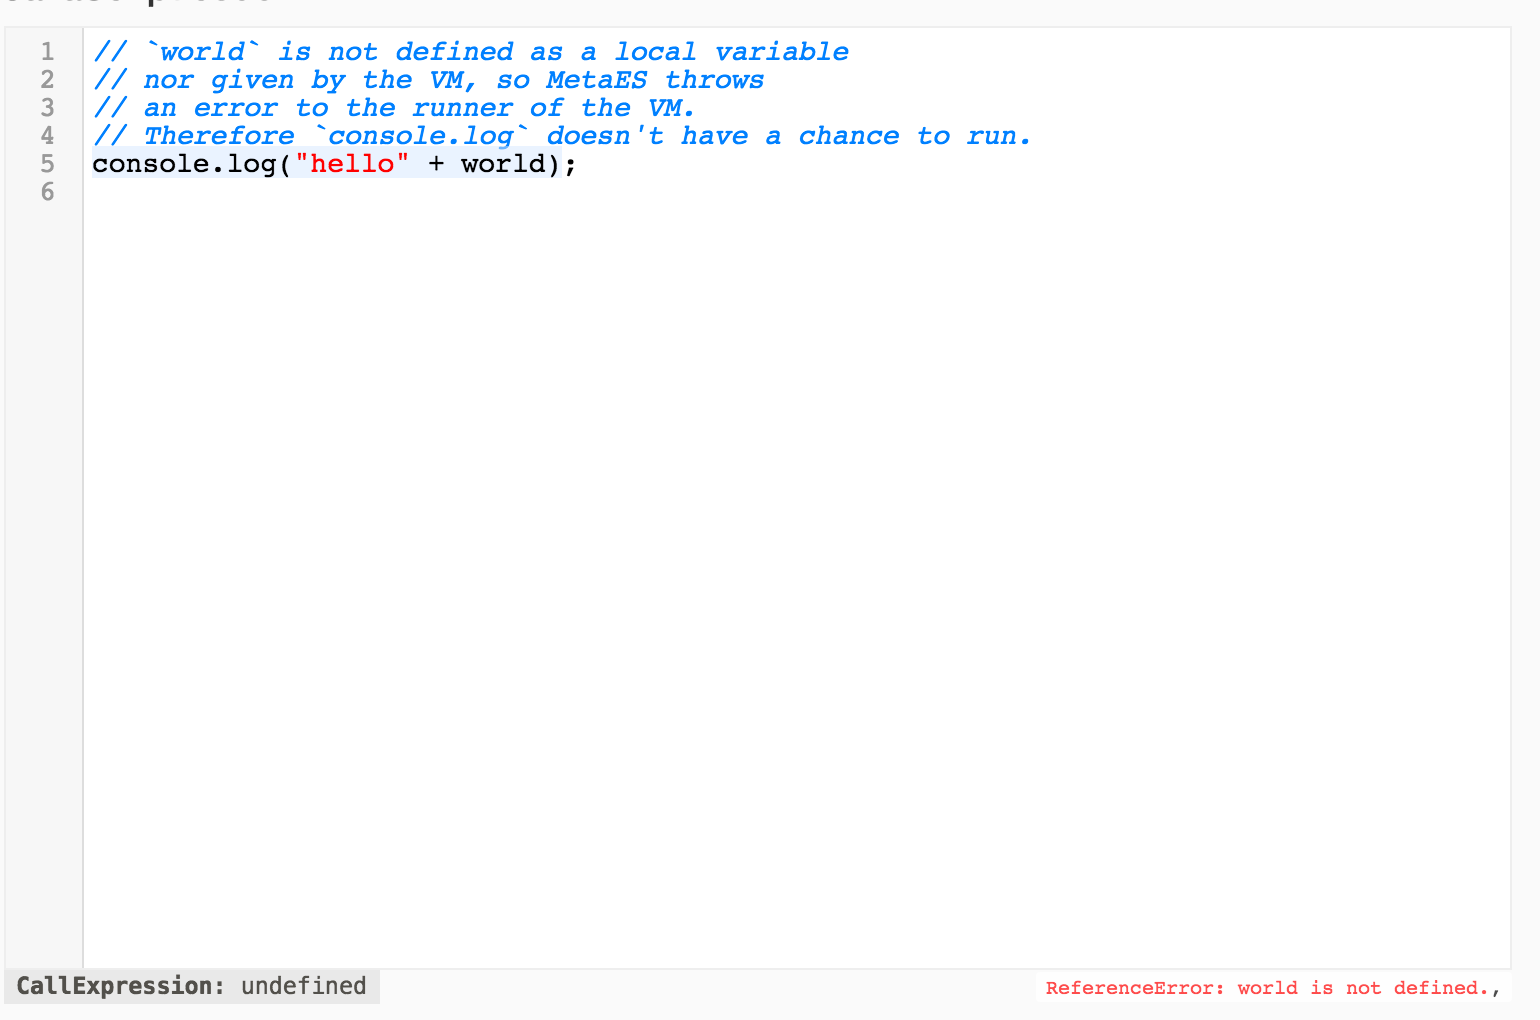 1 // `world` is not defined as a local variable
2 // nor given by the VM, so MetaES throws
3 // an error to the runner of the VM.
4 // Therefore `console.log` doesn't have a chance to run.
5 console.log("hello" + world);
6
CallExpression: undefined
ReferenceError: world is not defined.,